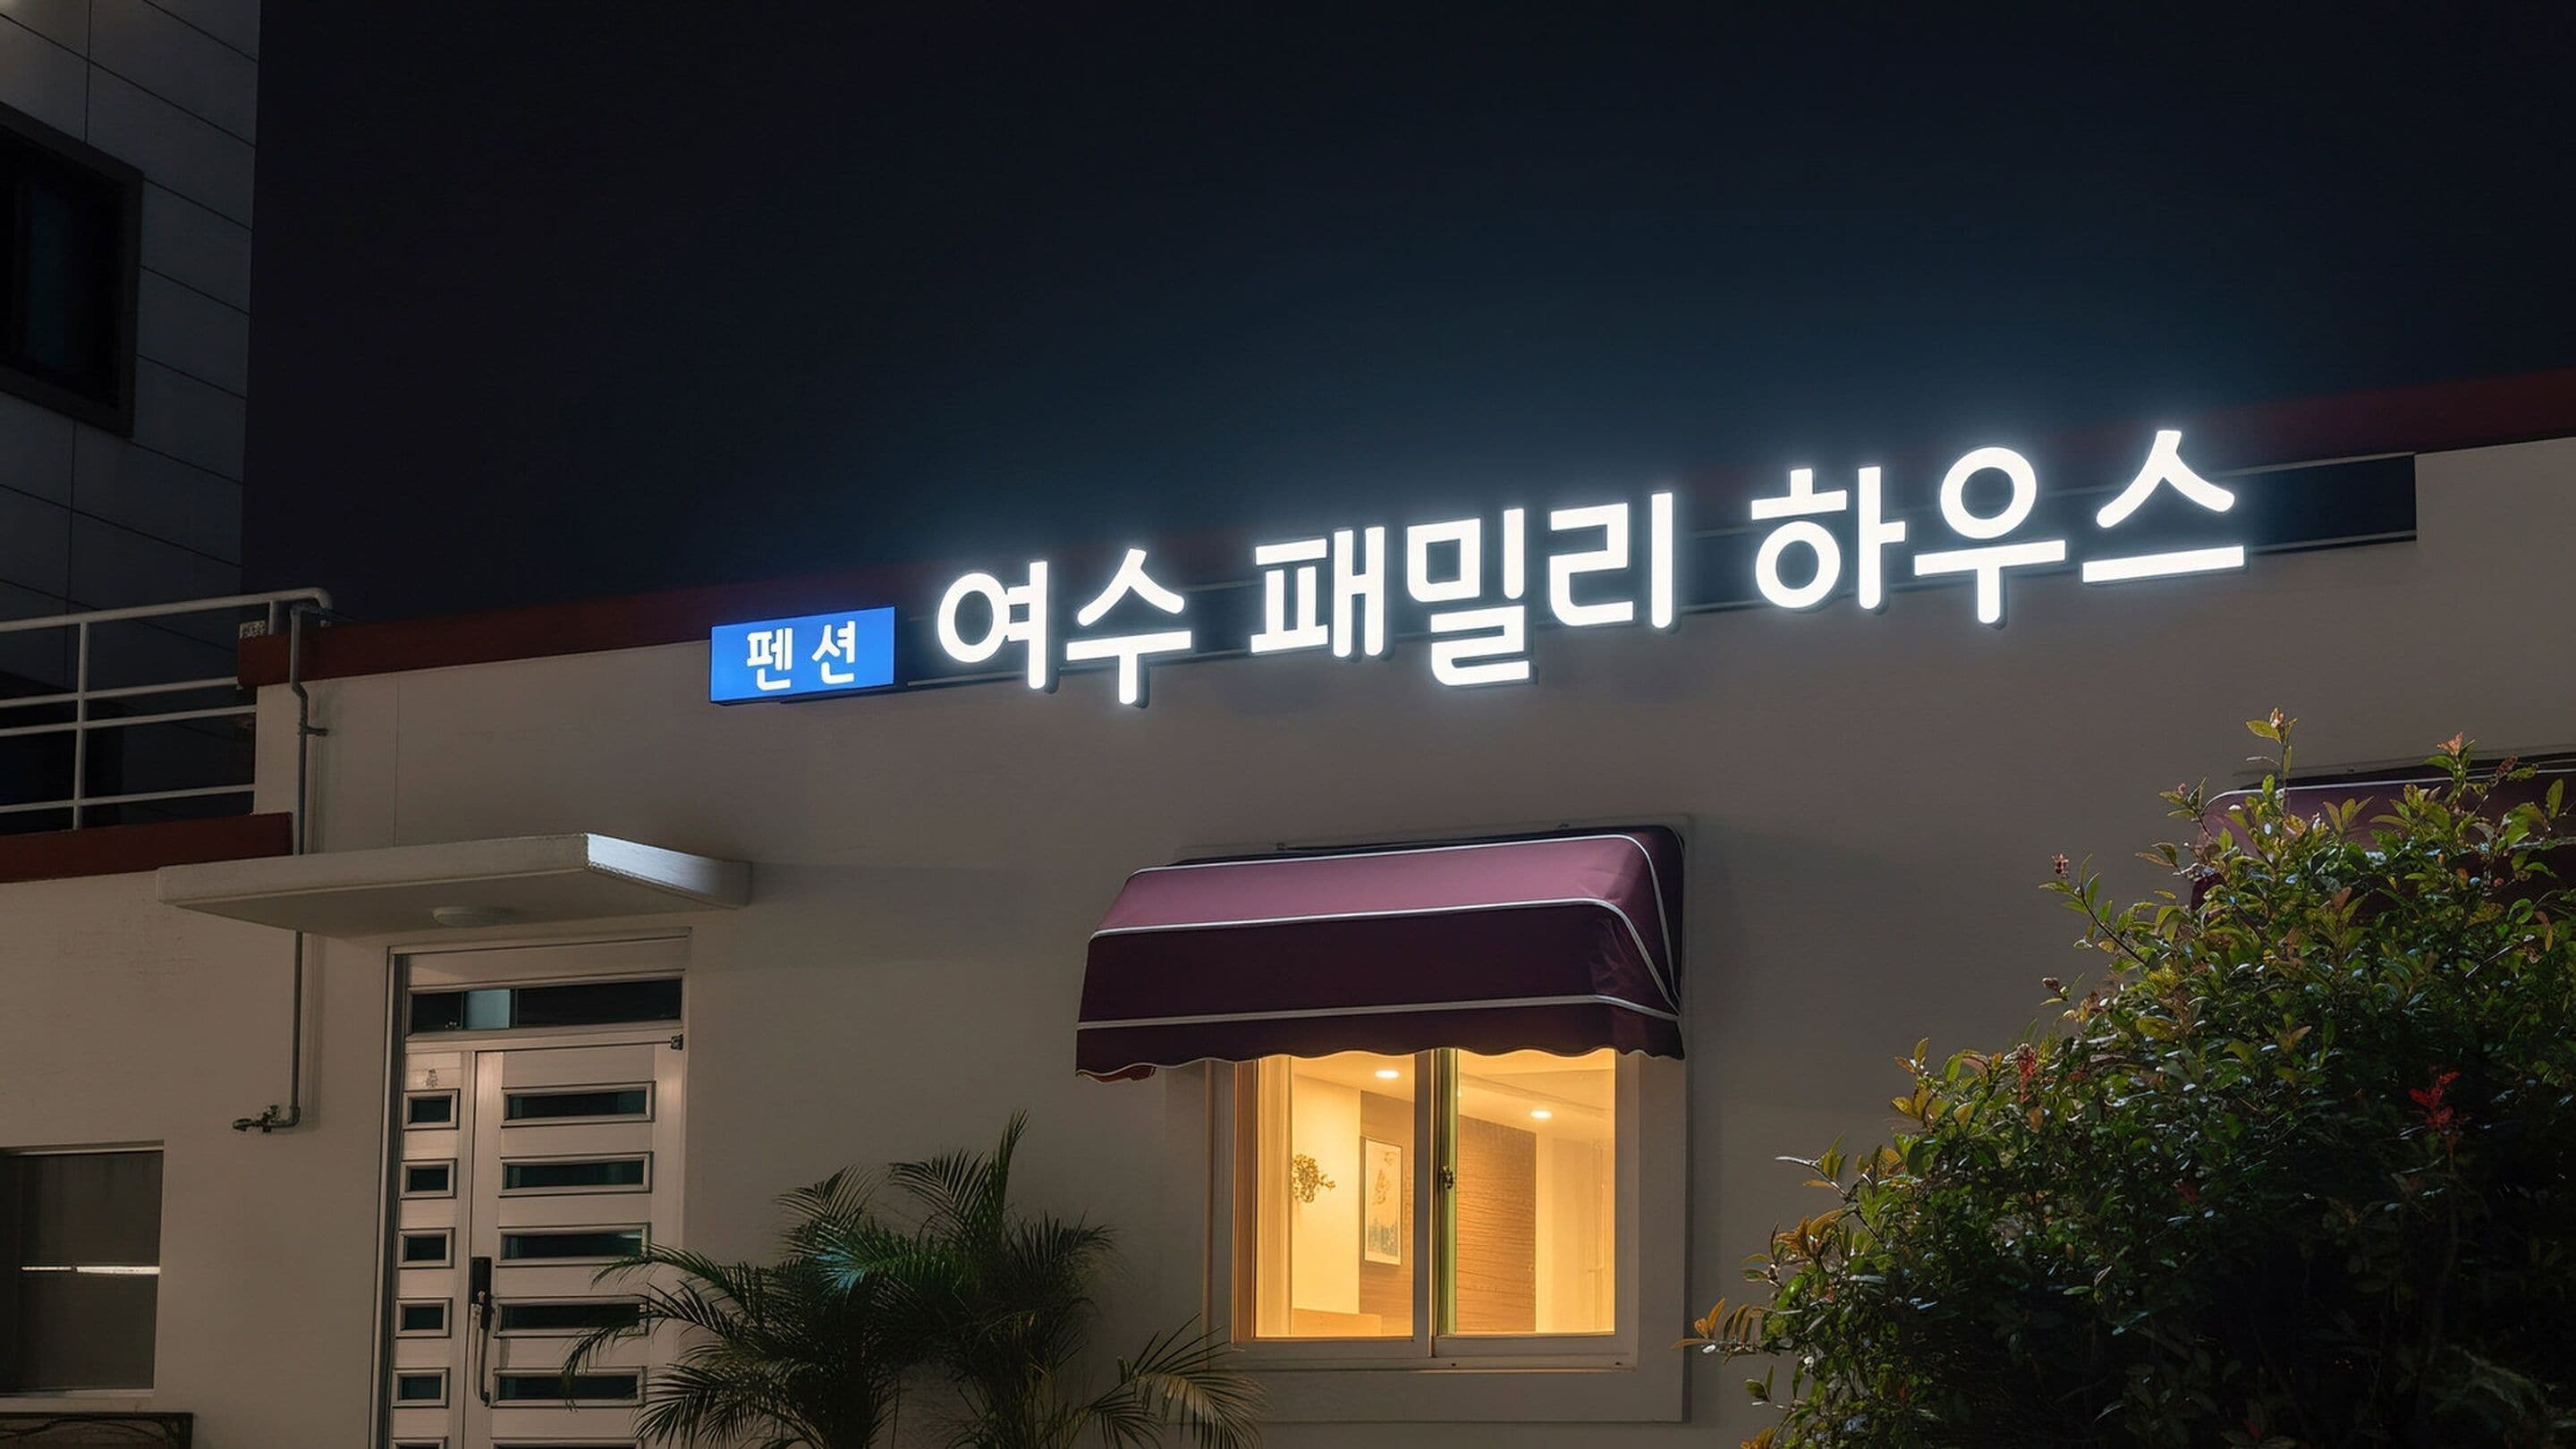 펜션 여수 패밀리 하우스